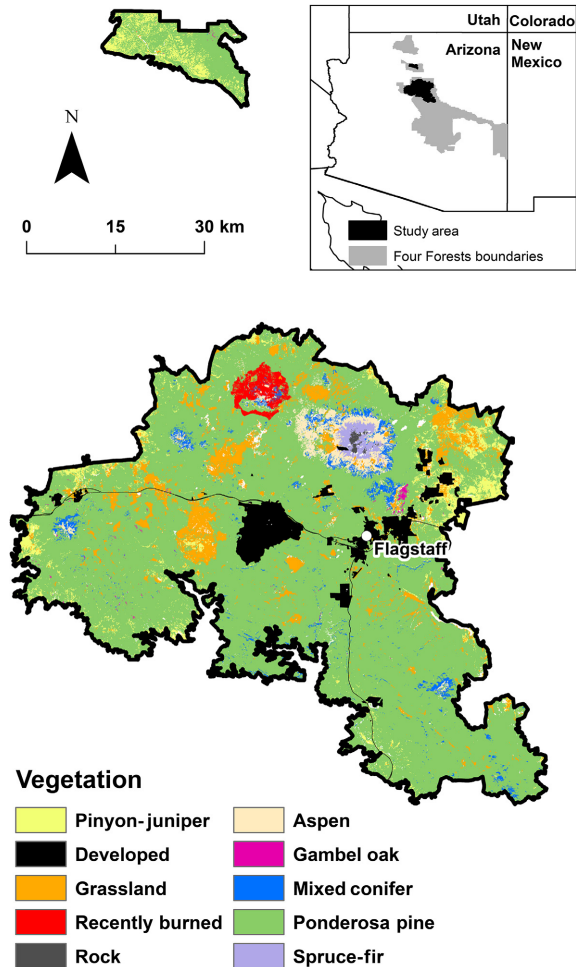 Utah Colorado
Arizona New
Mexico
N
0 15 30 km
Study area
Four Forests boundaries
Flagstaff
Vegetation
Pinyon-juniper Aspen
Developed Gambel oak
Grassland Mixed conifer
Recently burned Ponderosa pine
Rock Spruce-fir